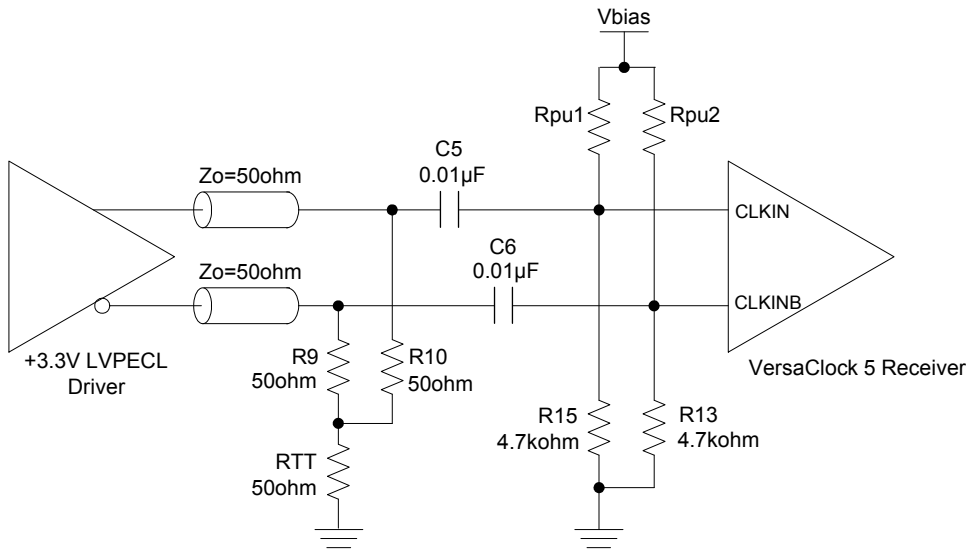 Vbias
Rpu1
Rpu2
C5
0.01µF
Zo=50ohm
CLKIN
C6
0.01µF
Zo=50ohm
CLKINB
+3.3V LVPECL
Driver
R9
50ohm
R10
50ohm
VersaClock 5 Receiver
R15
4.7kohm
R13
4.7kohm
RTT
50ohm